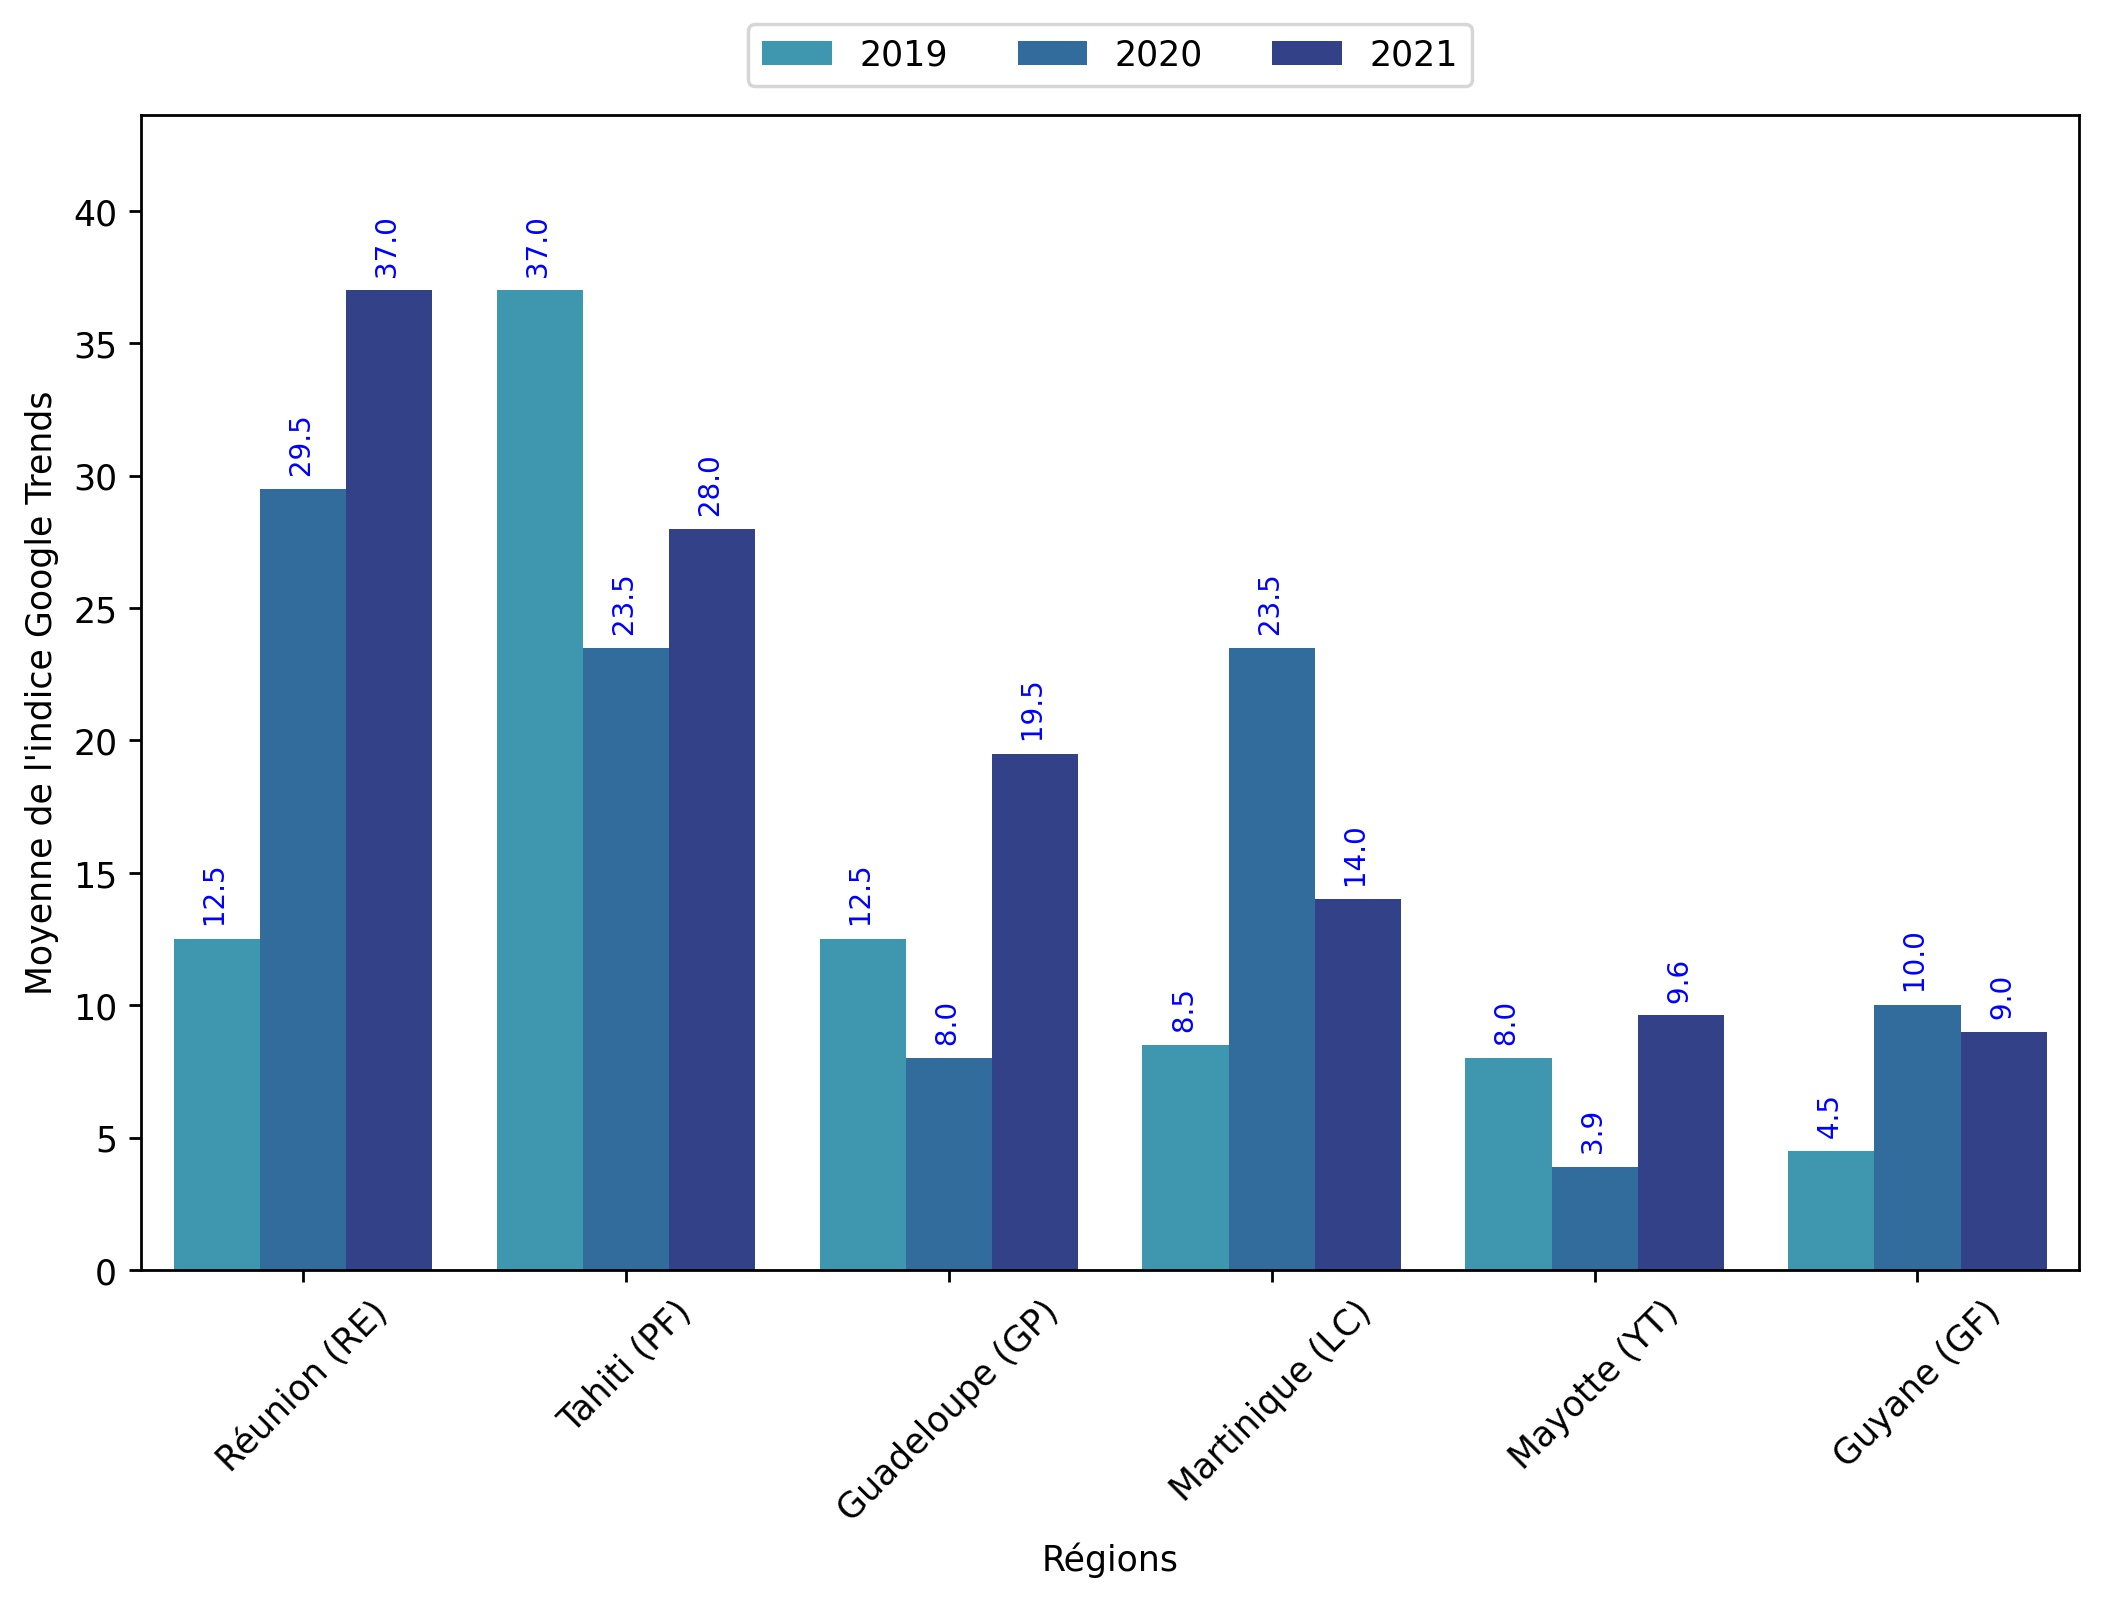 2019 2020 2021
Moyenne de l'indice Google Trends
40
35
30
25
20
15
10
5
0
12.5 29.5 37.0
37.0 23.5 28.0
12.5 8.0 19.5
8.5 23.5 14.0
8.0 3.9 9.6
4.5 10.0 9.0
Réunion (RE)
Tahiti (PF)
Guadeloupe (GP)
Martinique (LC)
Mayotte (YT)
Guyane (GF)
Régions